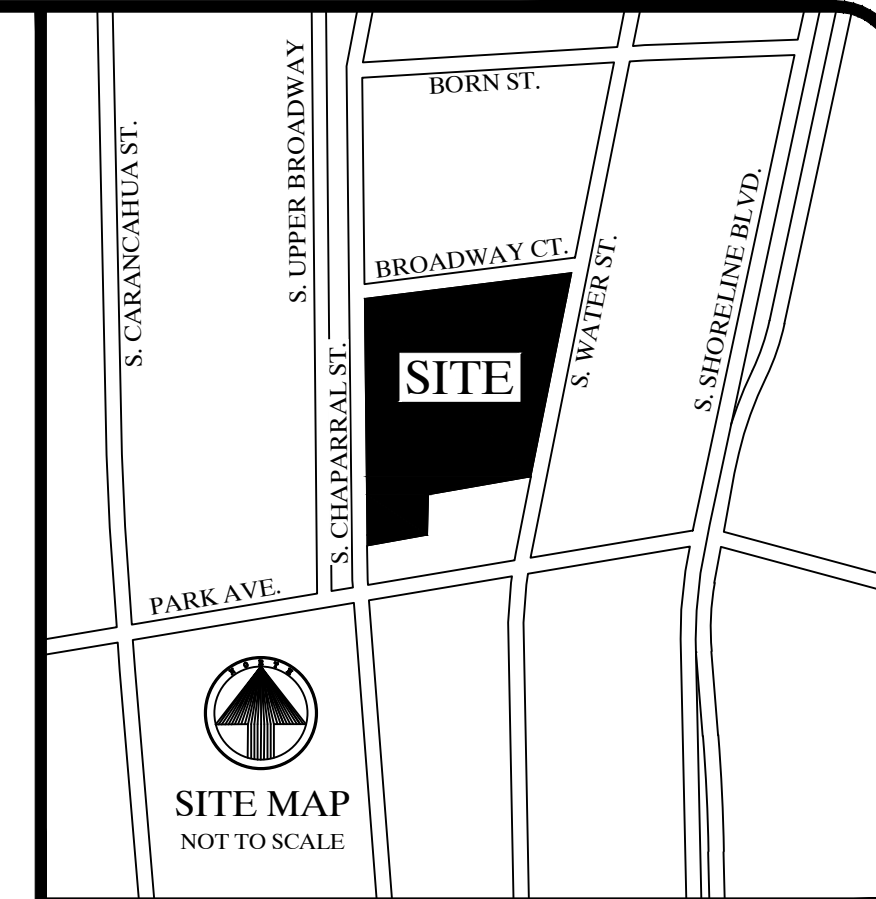 BORN ST.
S. UPPER BROADWAY
S. CARANCAHUA ST.
BROADWAY CT.
S. WATER ST.
S. SHORELINE BLVD.
SITE
S. CHAPARRAL ST.
PARK AVE.
NORTH
SITE MAP
NOT TO SCALE